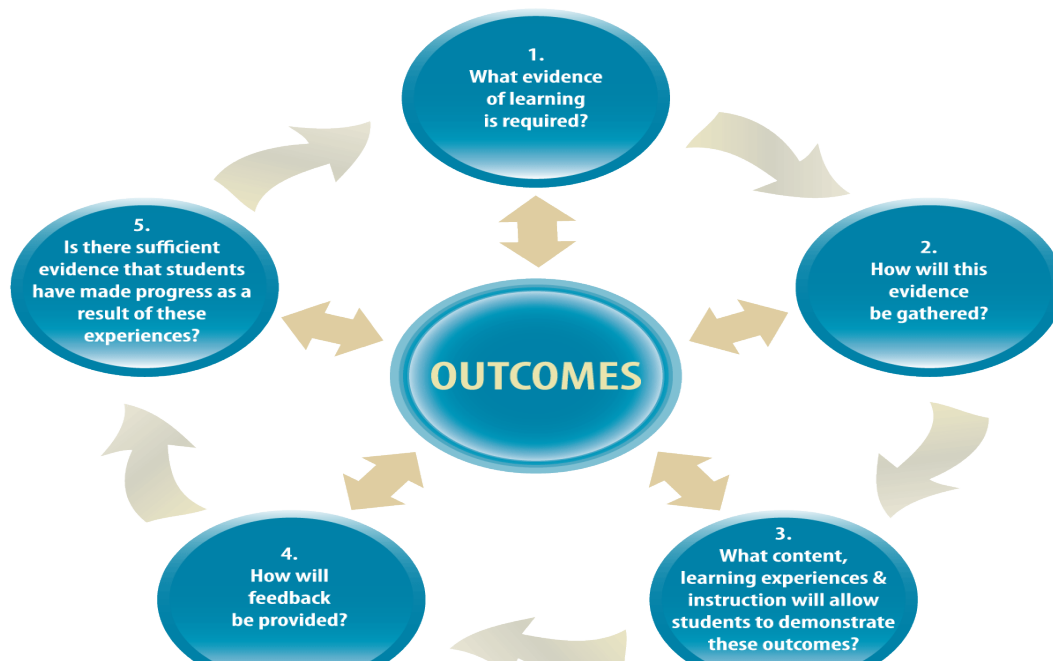 1.
What evidence
of learning
is required?
2.
How will this
evidence
be gathered?
3.
What content,
learning experiences &
instruction will allow
students to demonstrate
these outcomes?
4.
How will
feedback
be provided?
5.
Is there sufficient
evidence that students
have made progress as a
result of these
experiences?
OUTCOMES